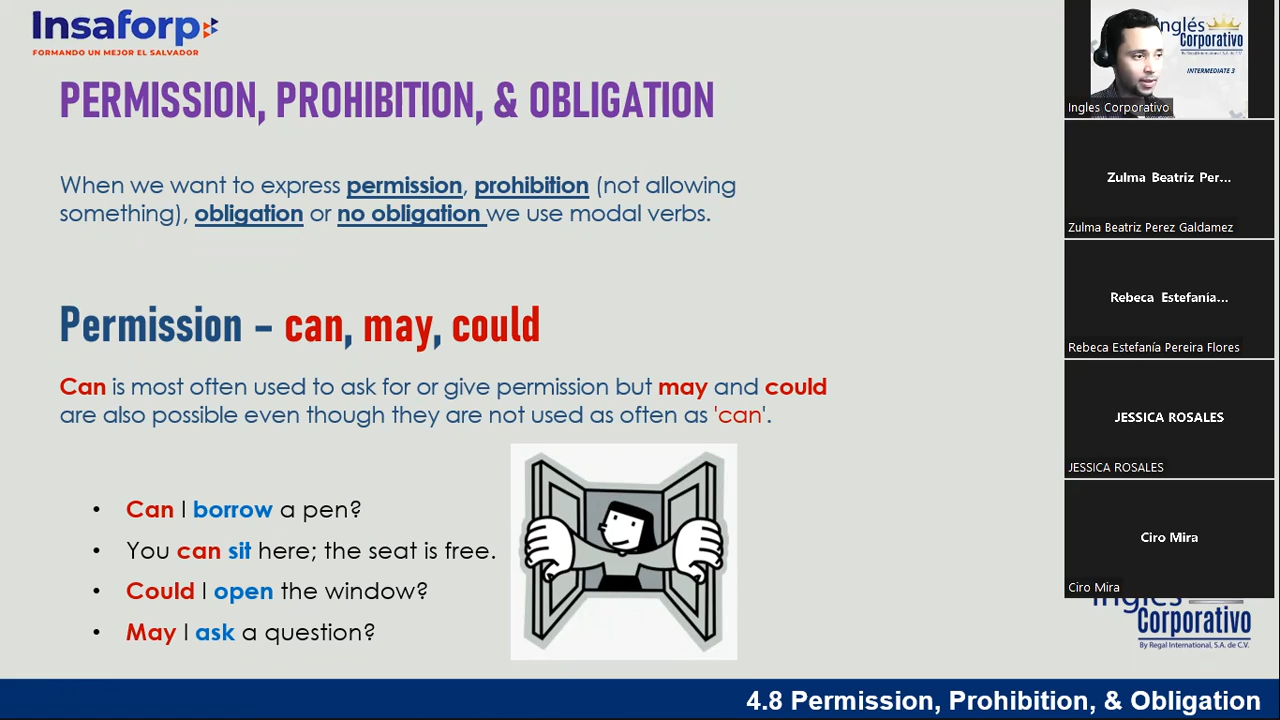 Insaforp
FORMANDO UN MEJOR EL SALVADOR
PERMISSION, PROHIBITION, & OBLIGATION
When we want to express permission, prohibition (not allowing
something), obligation or no obligation we use modal verbs.
Permission – can, may, could
Can is most often used to ask for or give permission but may and could
are also possible even though they are not used as often as 'can'.
• Can I borrow a pen?
• You can sit here; the seat is free.
• Could I open the window?
• May I ask a question?
4.8 Permission, Prohibition, & Obligation
Corporativo
By Regal International, S.A. de C.V.
INTERMEDIATE 3
Ingles Corporativo
Zulma Beatriz Per...
Zulma Beatriz Perez Galdamez
Rebeca Estefanía...
Rebeca Estefanía Pereira Flores
JESSICA ROSALES
JESSICA ROSALES
Ciro Mira
Ciro Mira
Inglés
Corporativo
By Regal International, S.A. de C.V.